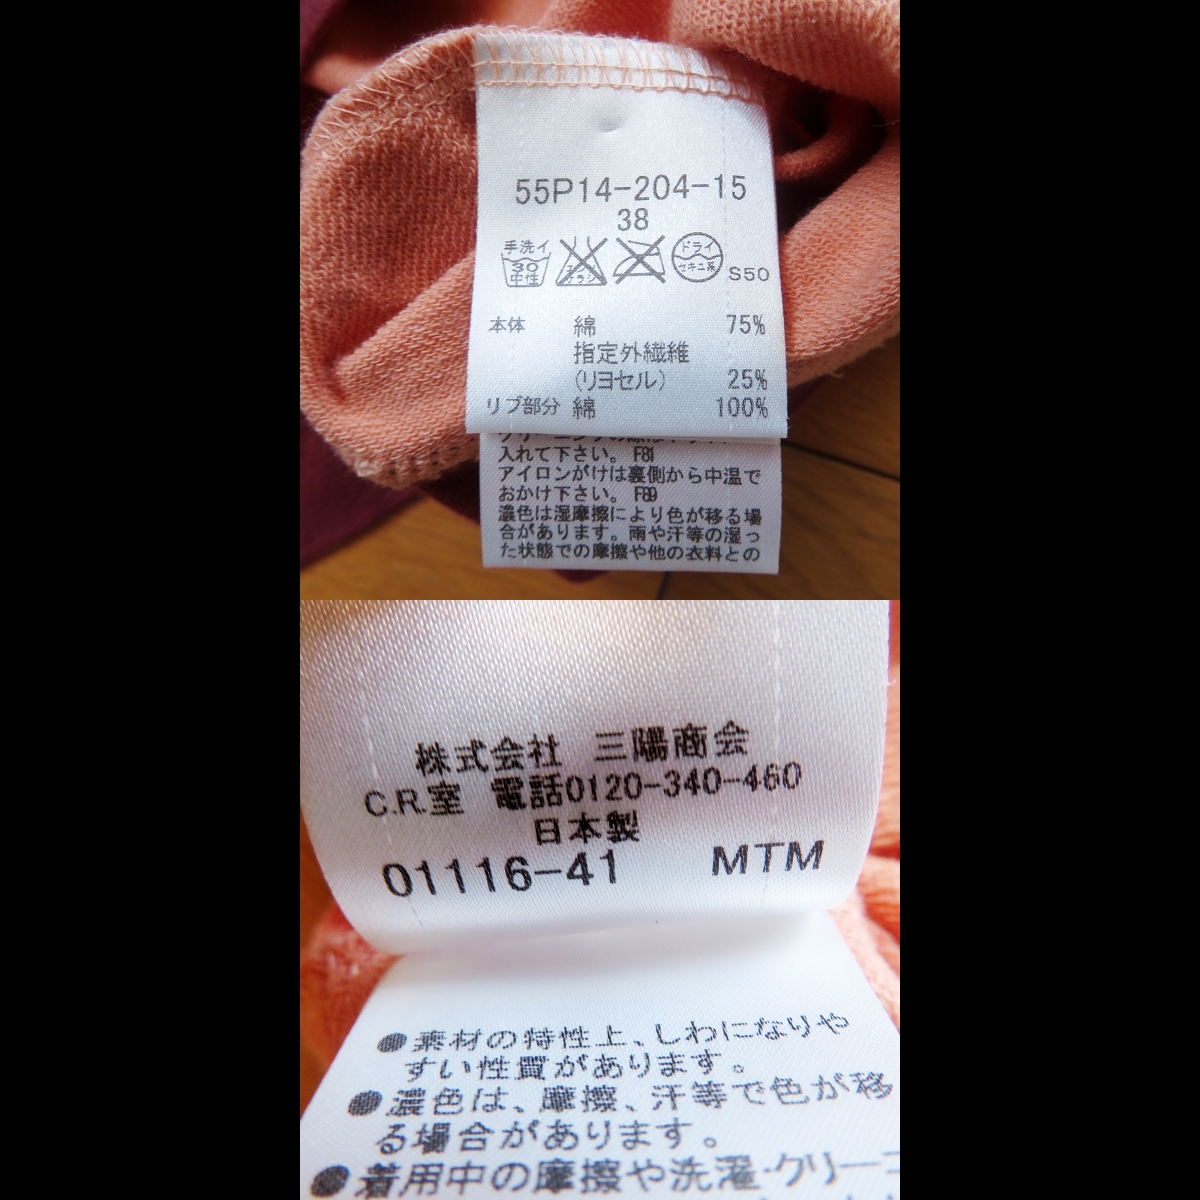 55P14-204-15
38
手洗イ
30
中性
ドライ
セキユ系
S50
本体 綿 75%
指定外繊維
(リヨセル) 25%
リブ部分 綿 100%
入れて下さい。 F81
アイロンがけは裏側から中温で
おかけ下さい。 F89
濃色は湿摩擦により色が移る場
合があります。雨や汗等の湿っ
た状態での摩擦や他の衣料との
株式会社 三陽商会
C.R.室 電話0120-340-460
日本製
01116-41 MTM
●素材の特性上、しわになりや
すい性質があります。
●濃色は、摩擦、汗等で色が移
る場合があります。
●着用中の摩擦や洗濯・クリーニ